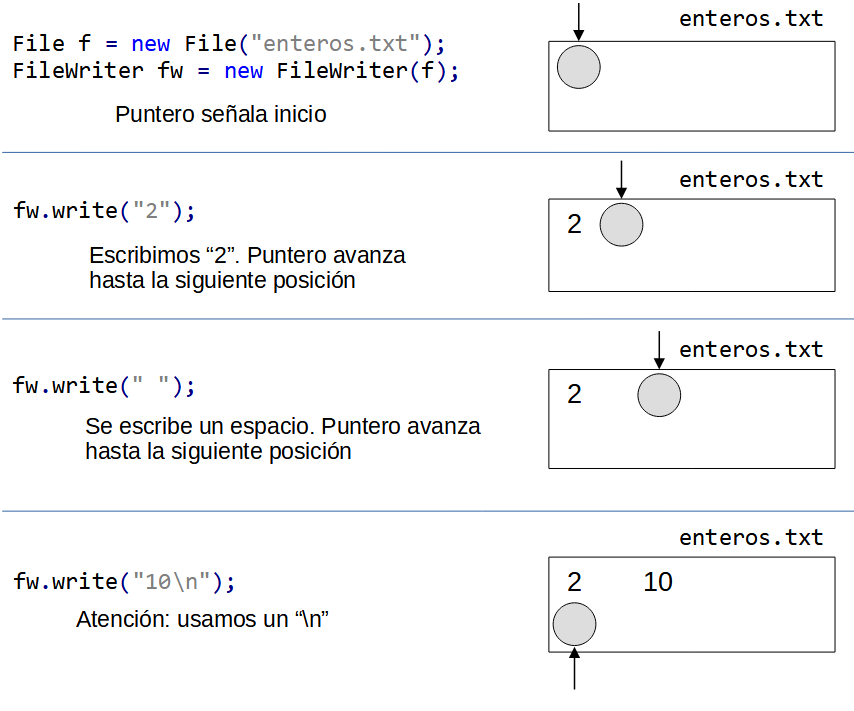 enteros.txt
File f = new File("enteros.txt");
FileWriter fw = new FileWriter(f);
Puntero señala inicio
enteros.txt
fw.write("2");
2
Escribimos “2”. Puntero avanza
hasta la siguiente posición
enteros.txt
fw.write(" ");
2
Se escribe un espacio. Puntero avanza
hasta la siguiente posición
enteros.txt
fw.write("10\n");
2 10
Atención: usamos un “\n”